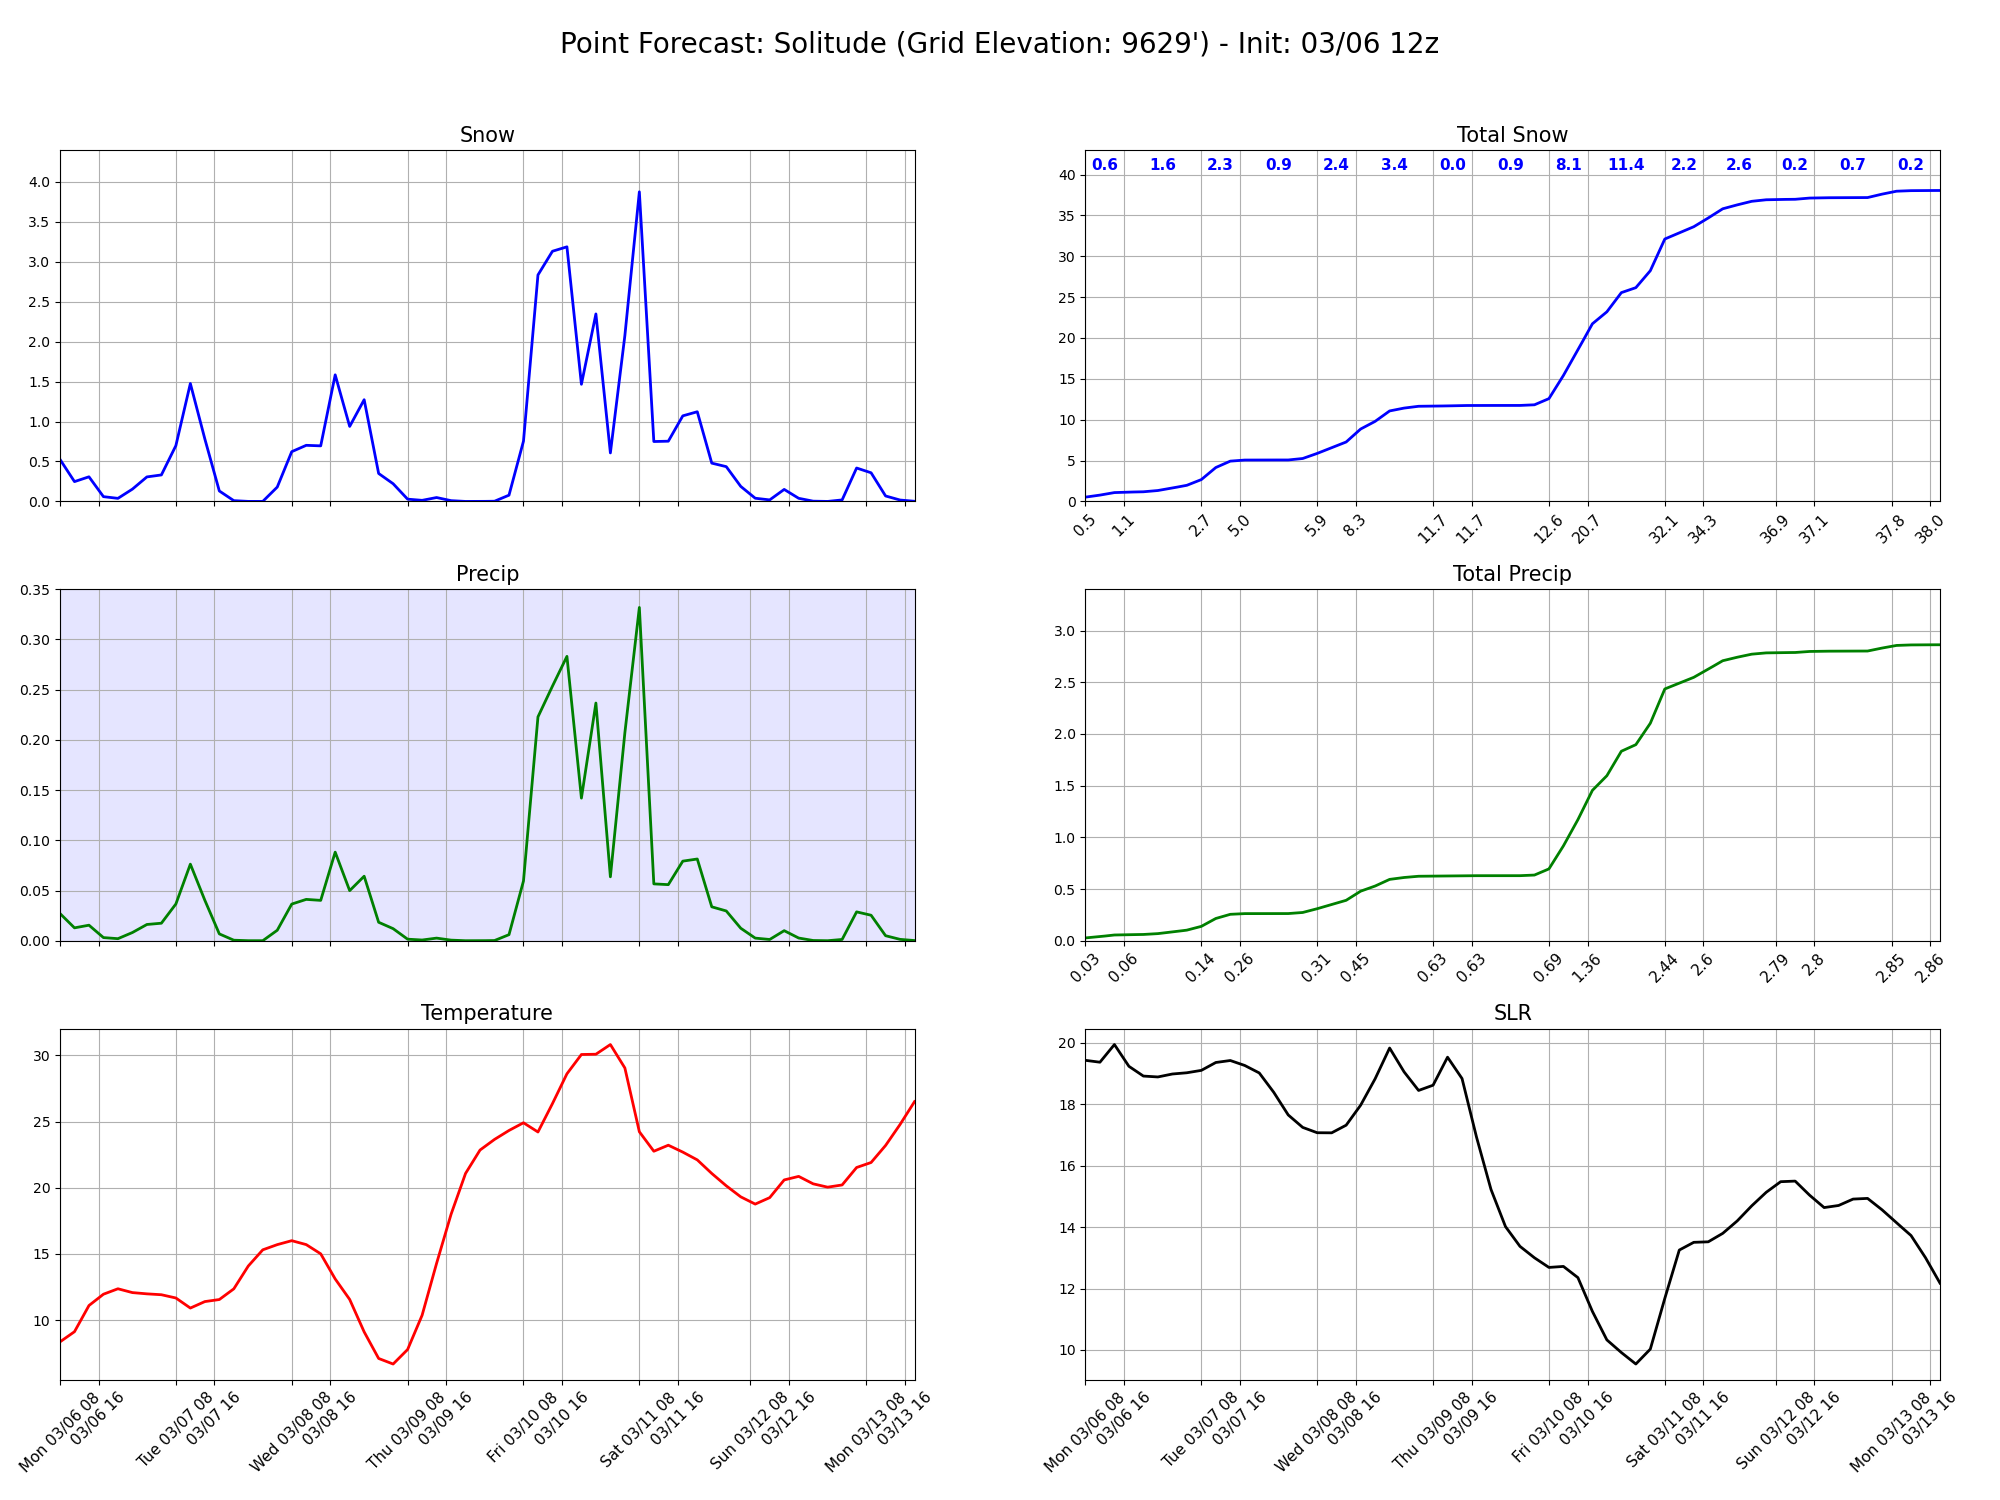 Point Forecast: Solitude (Grid Elevation: 9629') - Init: 03/06 12z
Snow
4.0
3.5
3.0
2.5
2.0
1.5
1.0
0.5
0.0
Total Snow
0.6 1.6 2.3 0.9 2.4 3.4 0.0 0.9 8.1 11.4 2.2 2.6 0.2 0.7 0.2
40
35
30
25
20
15
10
5
0
0.5 1.1 2.7 5.0 5.9 8.3 11.7 11.7 12.6 20.7 32.1 34.3 36.9 37.1 37.8 38.0
Precip
0.35
0.30
0.25
0.20
0.15
0.10
0.05
0.00
Total Precip
3.0
2.5
2.0
1.5
1.0
0.5
0.0
0.03 0.06 0.14 0.26 0.31 0.45 0.63 0.63 0.69 1.36 2.44 2.6 2.79 2.8 2.85 2.86
Temperature
30
25
20
15
10
Mon 03/06 08
03/06 16
Tue 03/07 08
03/07 16
Wed 03/08 08
03/08 16
Thu 03/09 08
03/09 16
Fri 03/10 08
03/10 16
Sat 03/11 08
03/11 16
Sun 03/12 08
03/12 16
Mon 03/13 08
03/13 16
SLR
20
18
16
14
12
10
Mon 03/06 08
03/06 16
Tue 03/07 08
03/07 16
Wed 03/08 08
03/08 16
Thu 03/09 08
03/09 16
Fri 03/10 08
03/10 16
Sat 03/11 08
03/11 16
Sun 03/12 08
03/12 16
Mon 03/13 08
03/13 16